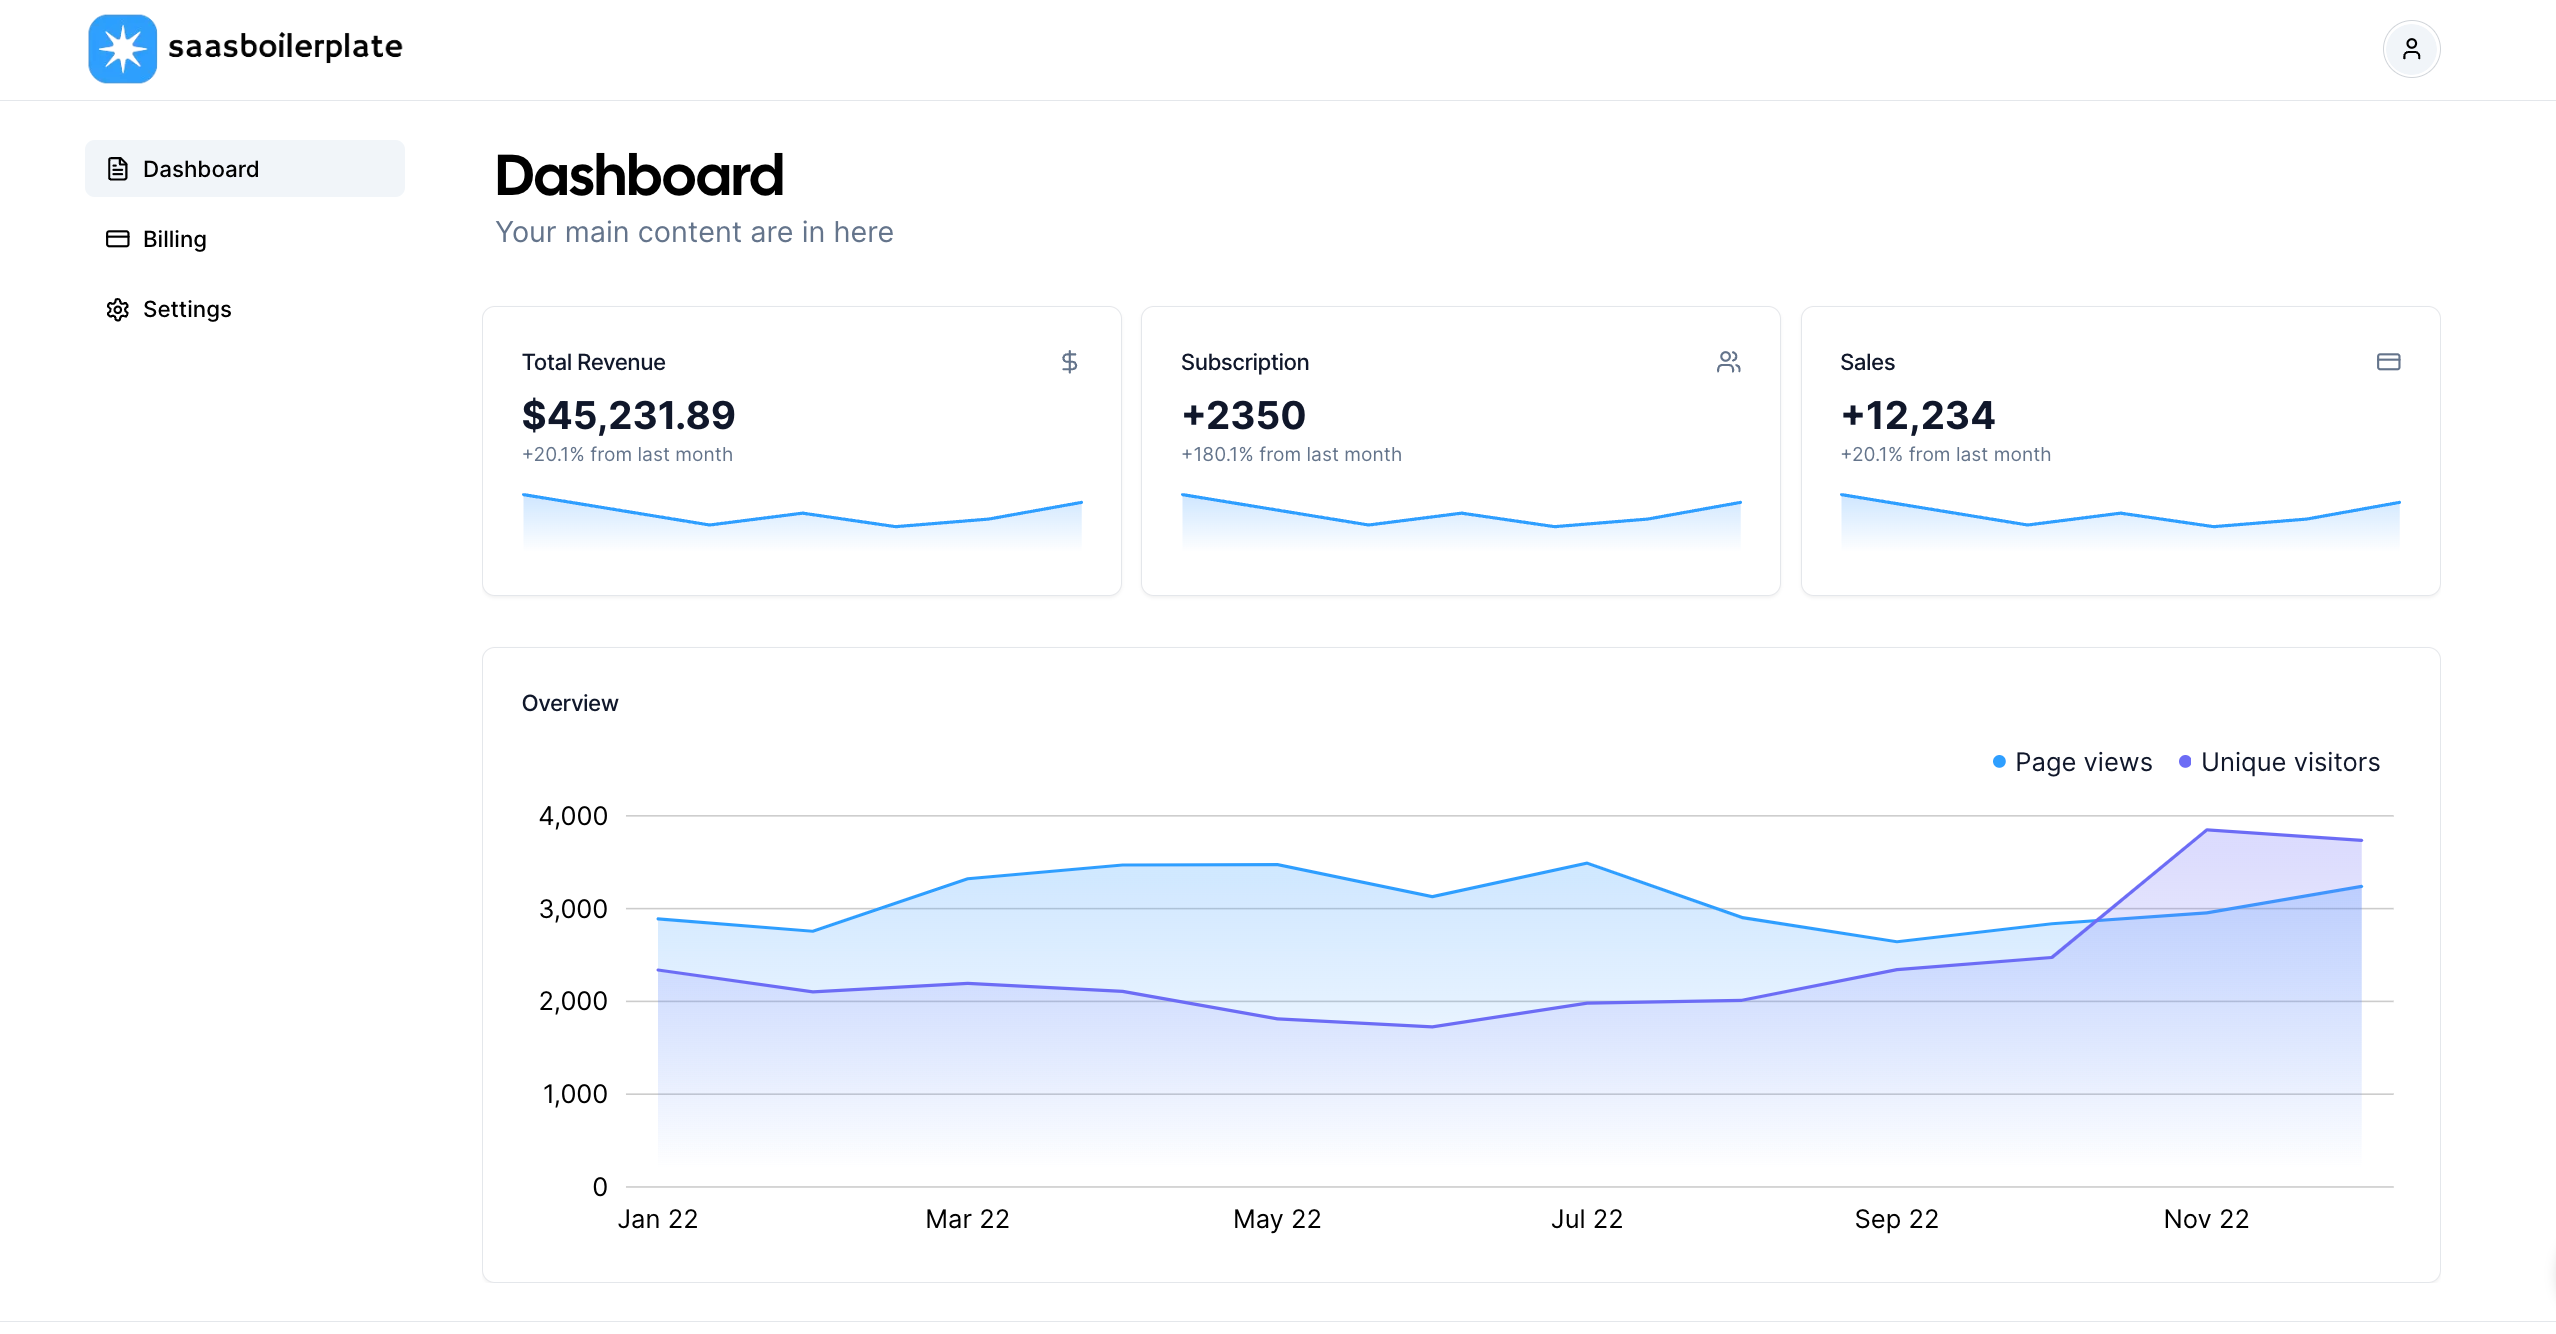 saasboilerplate
Dashboard
Billing
Settings
Dashboard
Your main content are in here
Total Revenue
$45,231.89
+20.1% from last month
Subscription
+2350
+180.1% from last month
Sales
+12,234
+20.1% from last month
Overview
Page views Unique visitors
4,000
3,000
2,000
1,000
0
Jan 22 Mar 22 May 22 Jul 22 Sep 22 Nov 22